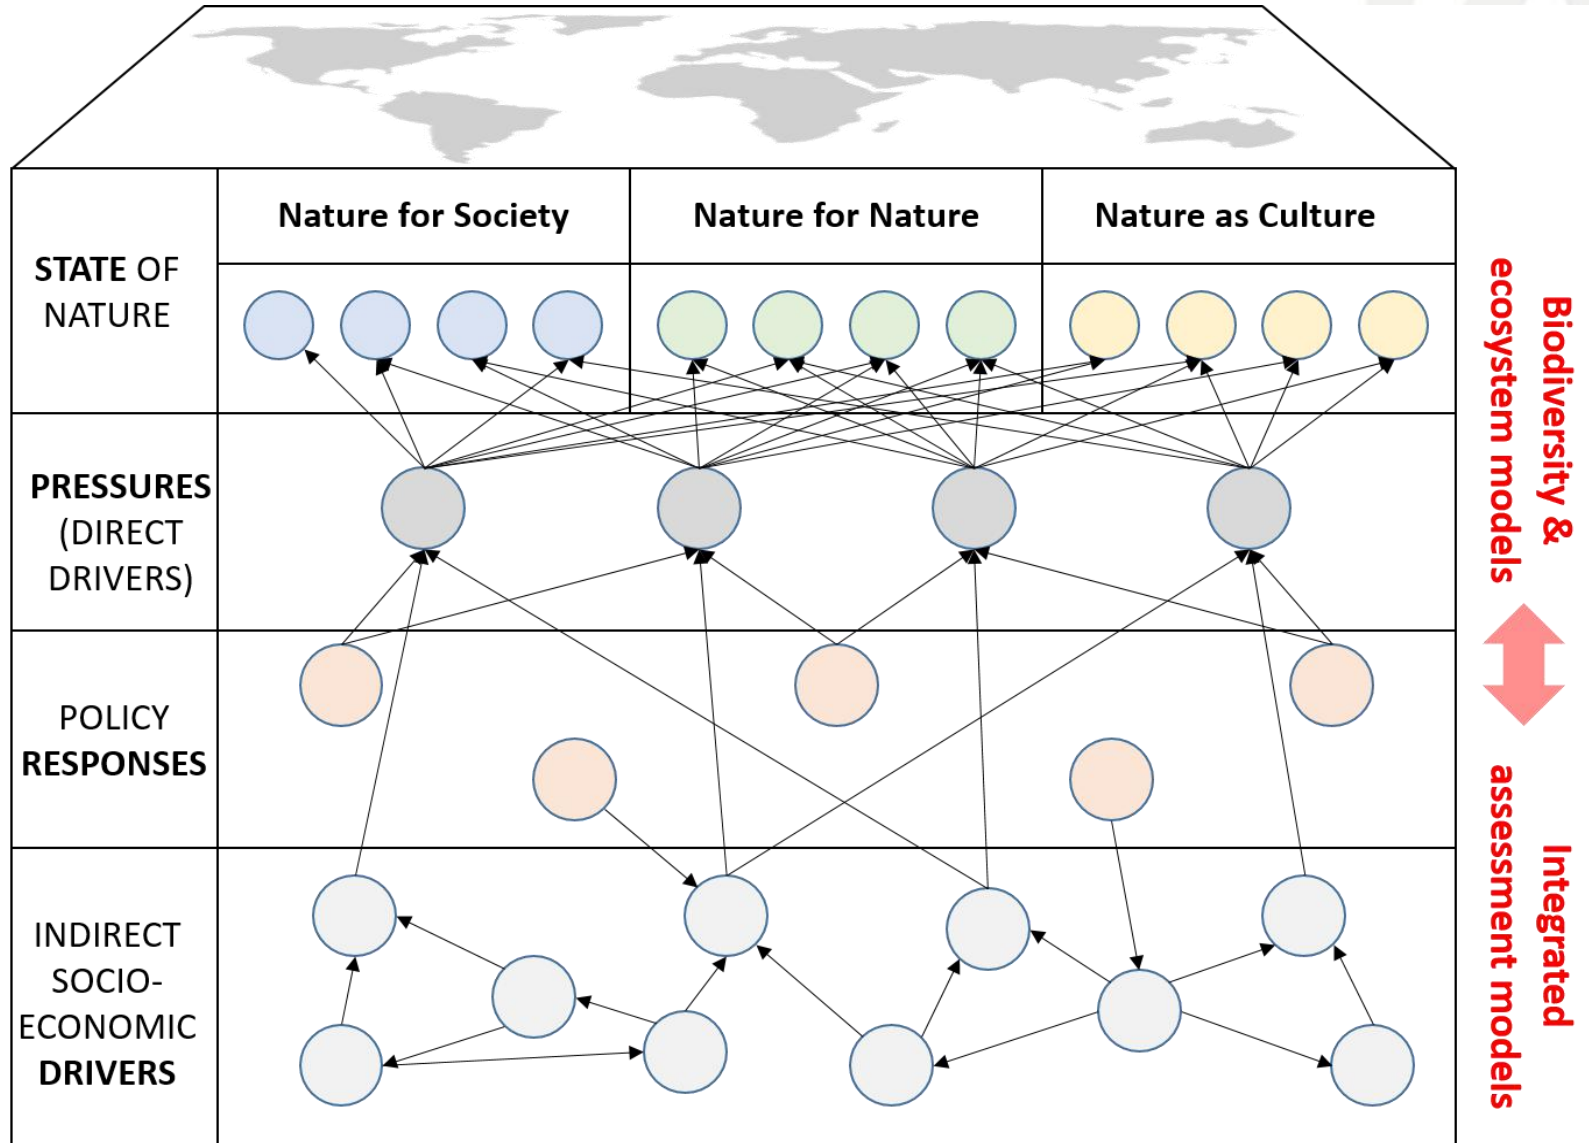 Nature for Society
Nature for Nature
Nature as Culture
STATE OF
NATURE
PRESSURES
(DIRECT
DRIVERS)
POLICY
RESPONSES
INDIRECT
SOCIO-
ECONOMIC
DRIVERS
Biodiversity &
ecosystem models
Integrated
assessment models